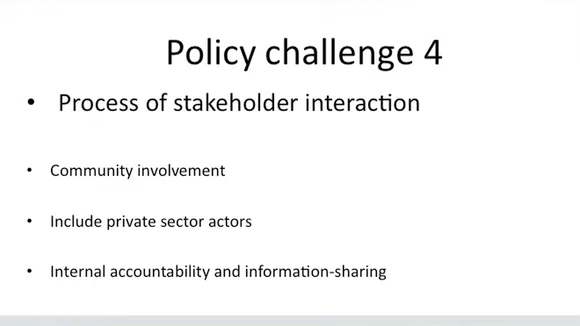 Policy challenge 4
• Process of stakeholder interaction
• Community involvement
• Include private sector actors
• Internal accountability and information-sharing